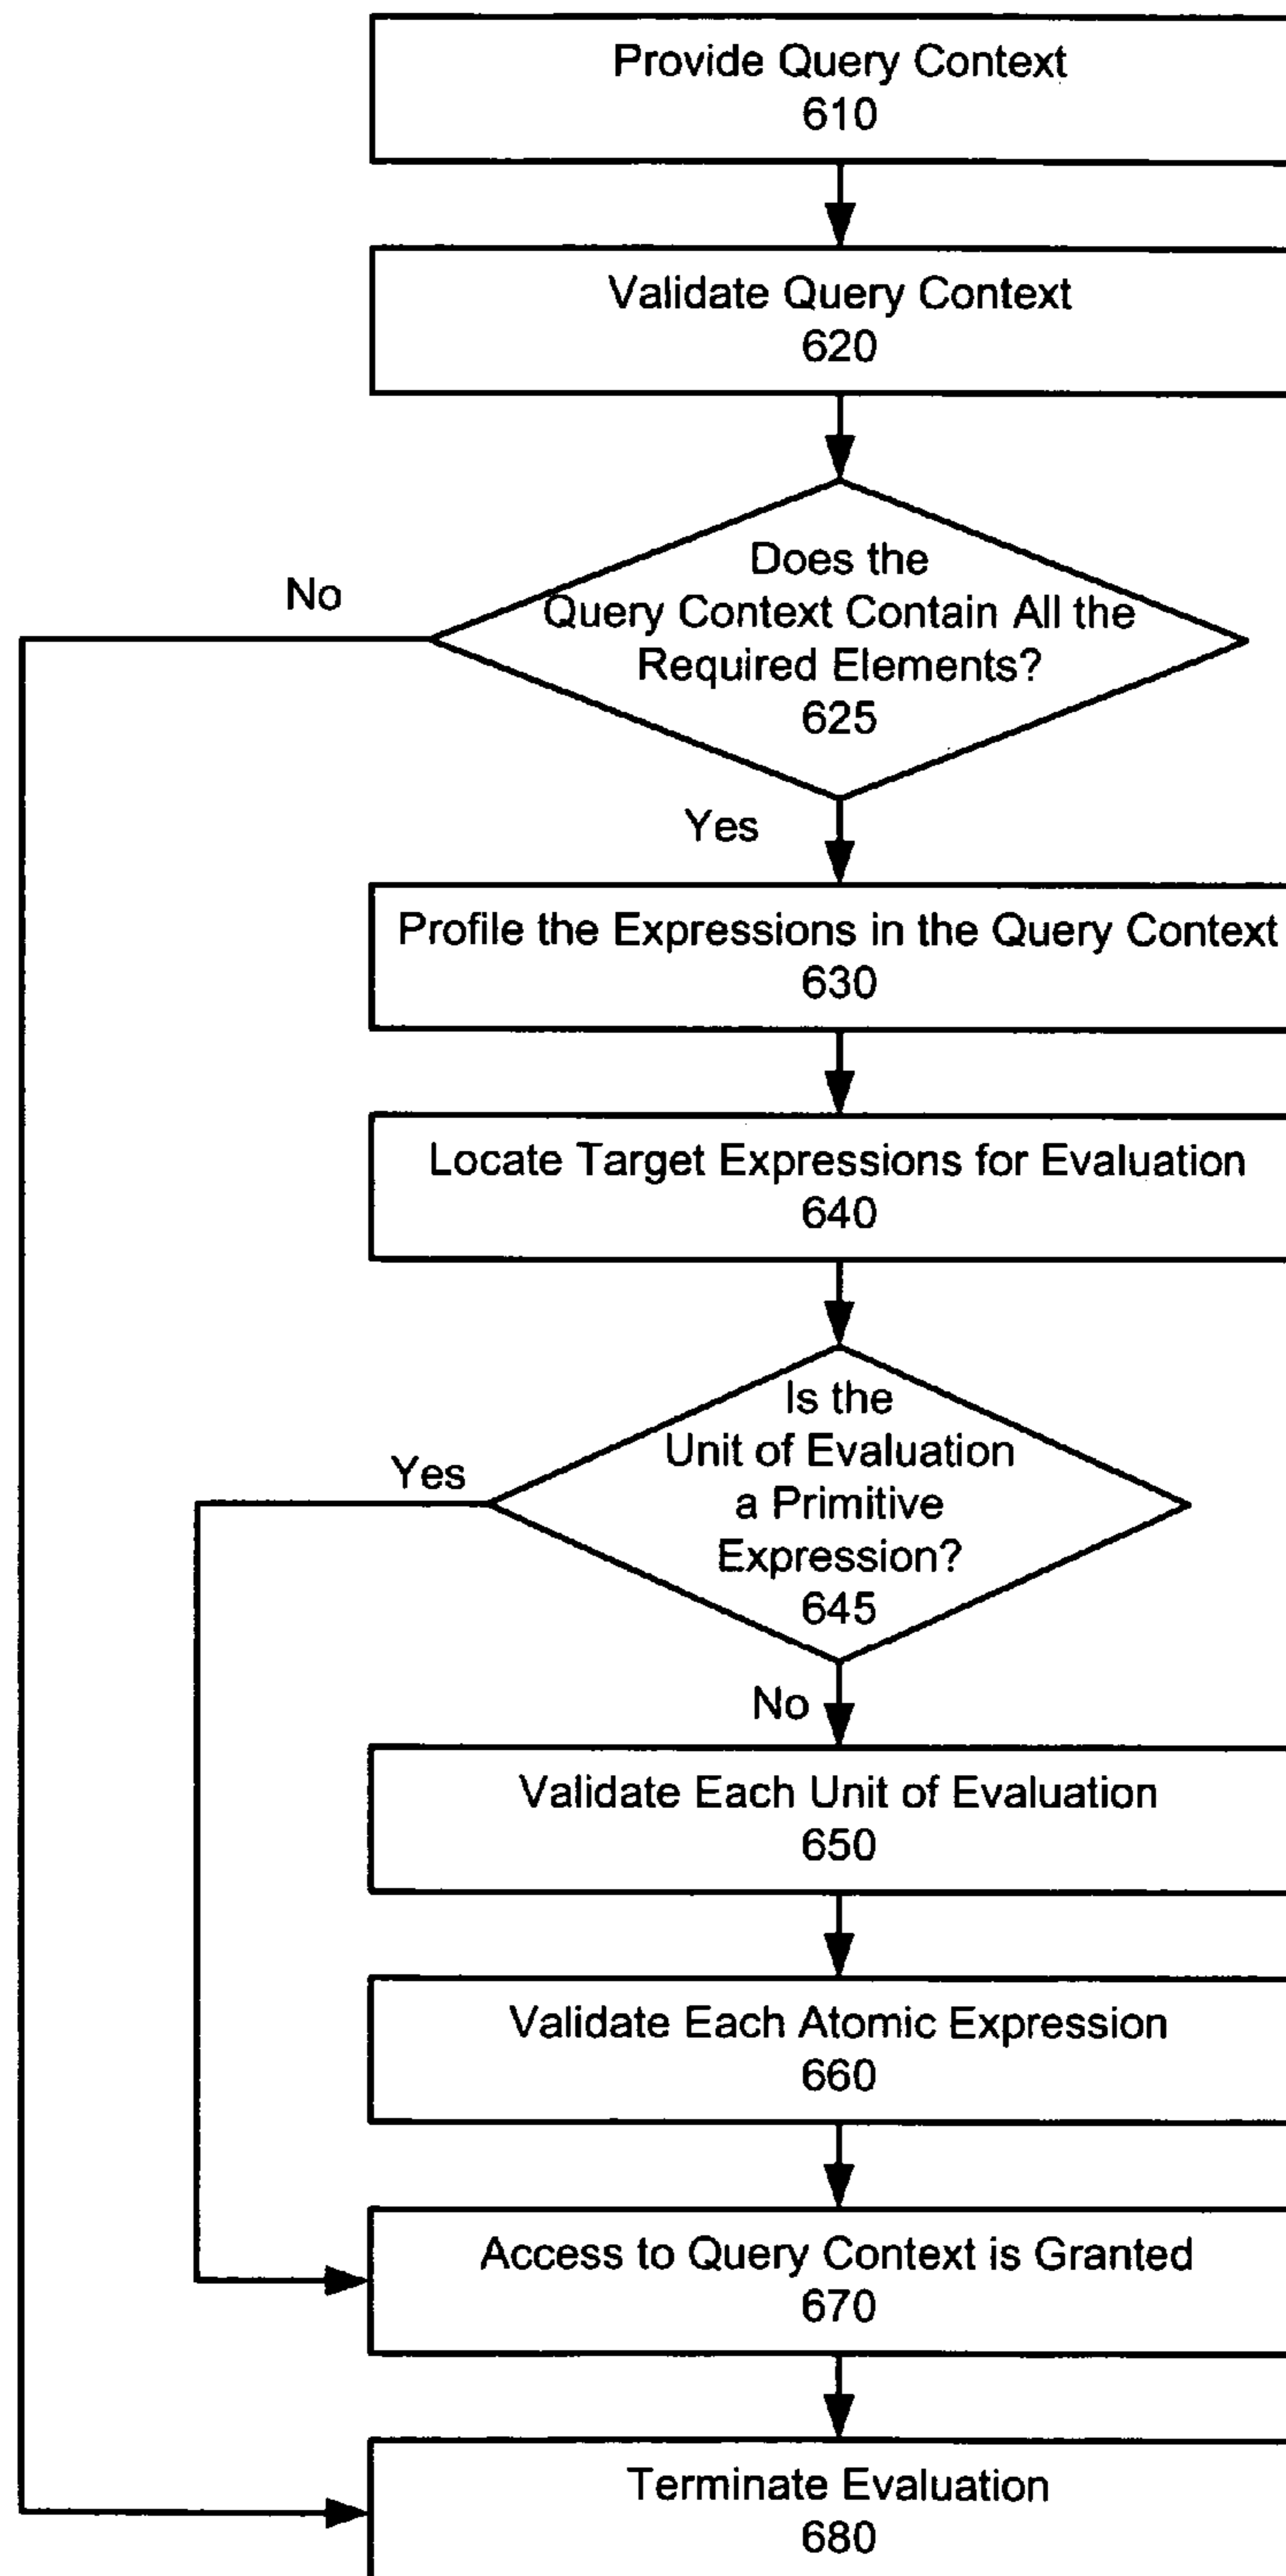 Provide Query Context
610
Validate Query Context
620
Does the
Query Context Contain All the
Required Elements?
625
No
Yes
Profile the Expressions in the Query Context
630
Locate Target Expressions for Evaluation
640
Is the
Unit of Evaluation
a Primitive
Expression?
645
Yes
No
Validate Each Unit of Evaluation
650
Validate Each Atomic Expression
660
Access to Query Context is Granted
670
Terminate Evaluation
680